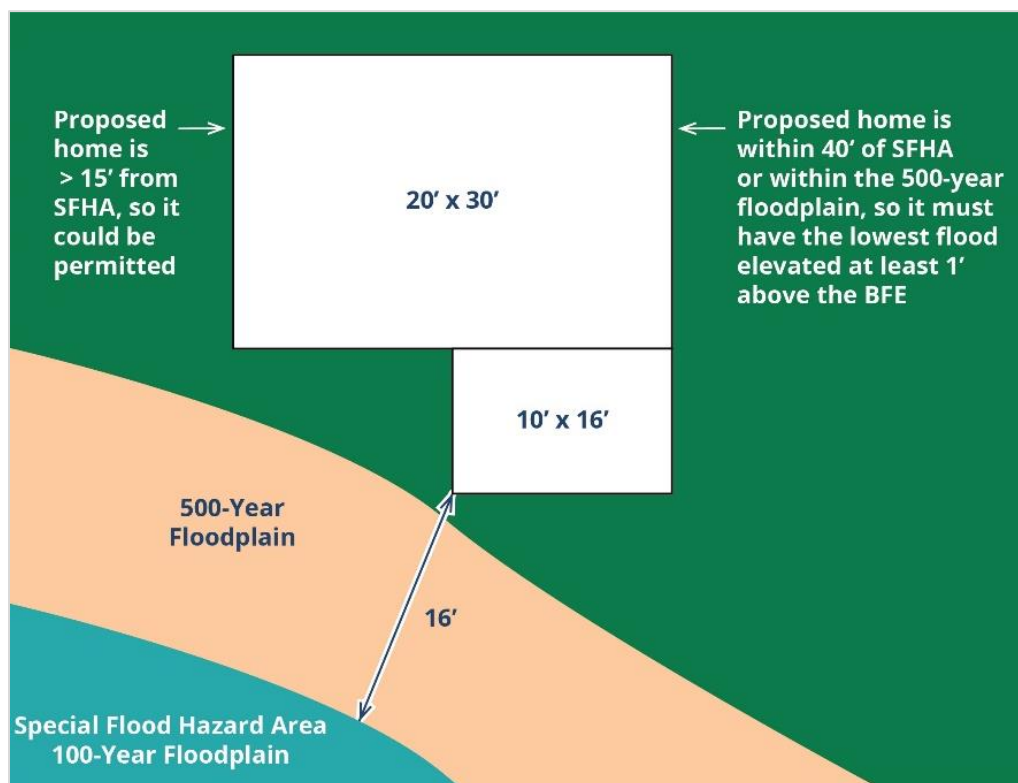 Proposed
home is
> 15’ from
SFHA, so it
could be
permitted
20’ x 30’
Proposed home is
within 40’ of SFHA
or within the 500-year
floodplain, so it must
have the lowest flood
elevated at least 1’
above the BFE
10’ x 16’
500-Year
Floodplain
16’
Special Flood Hazard Area
100-Year Floodplain